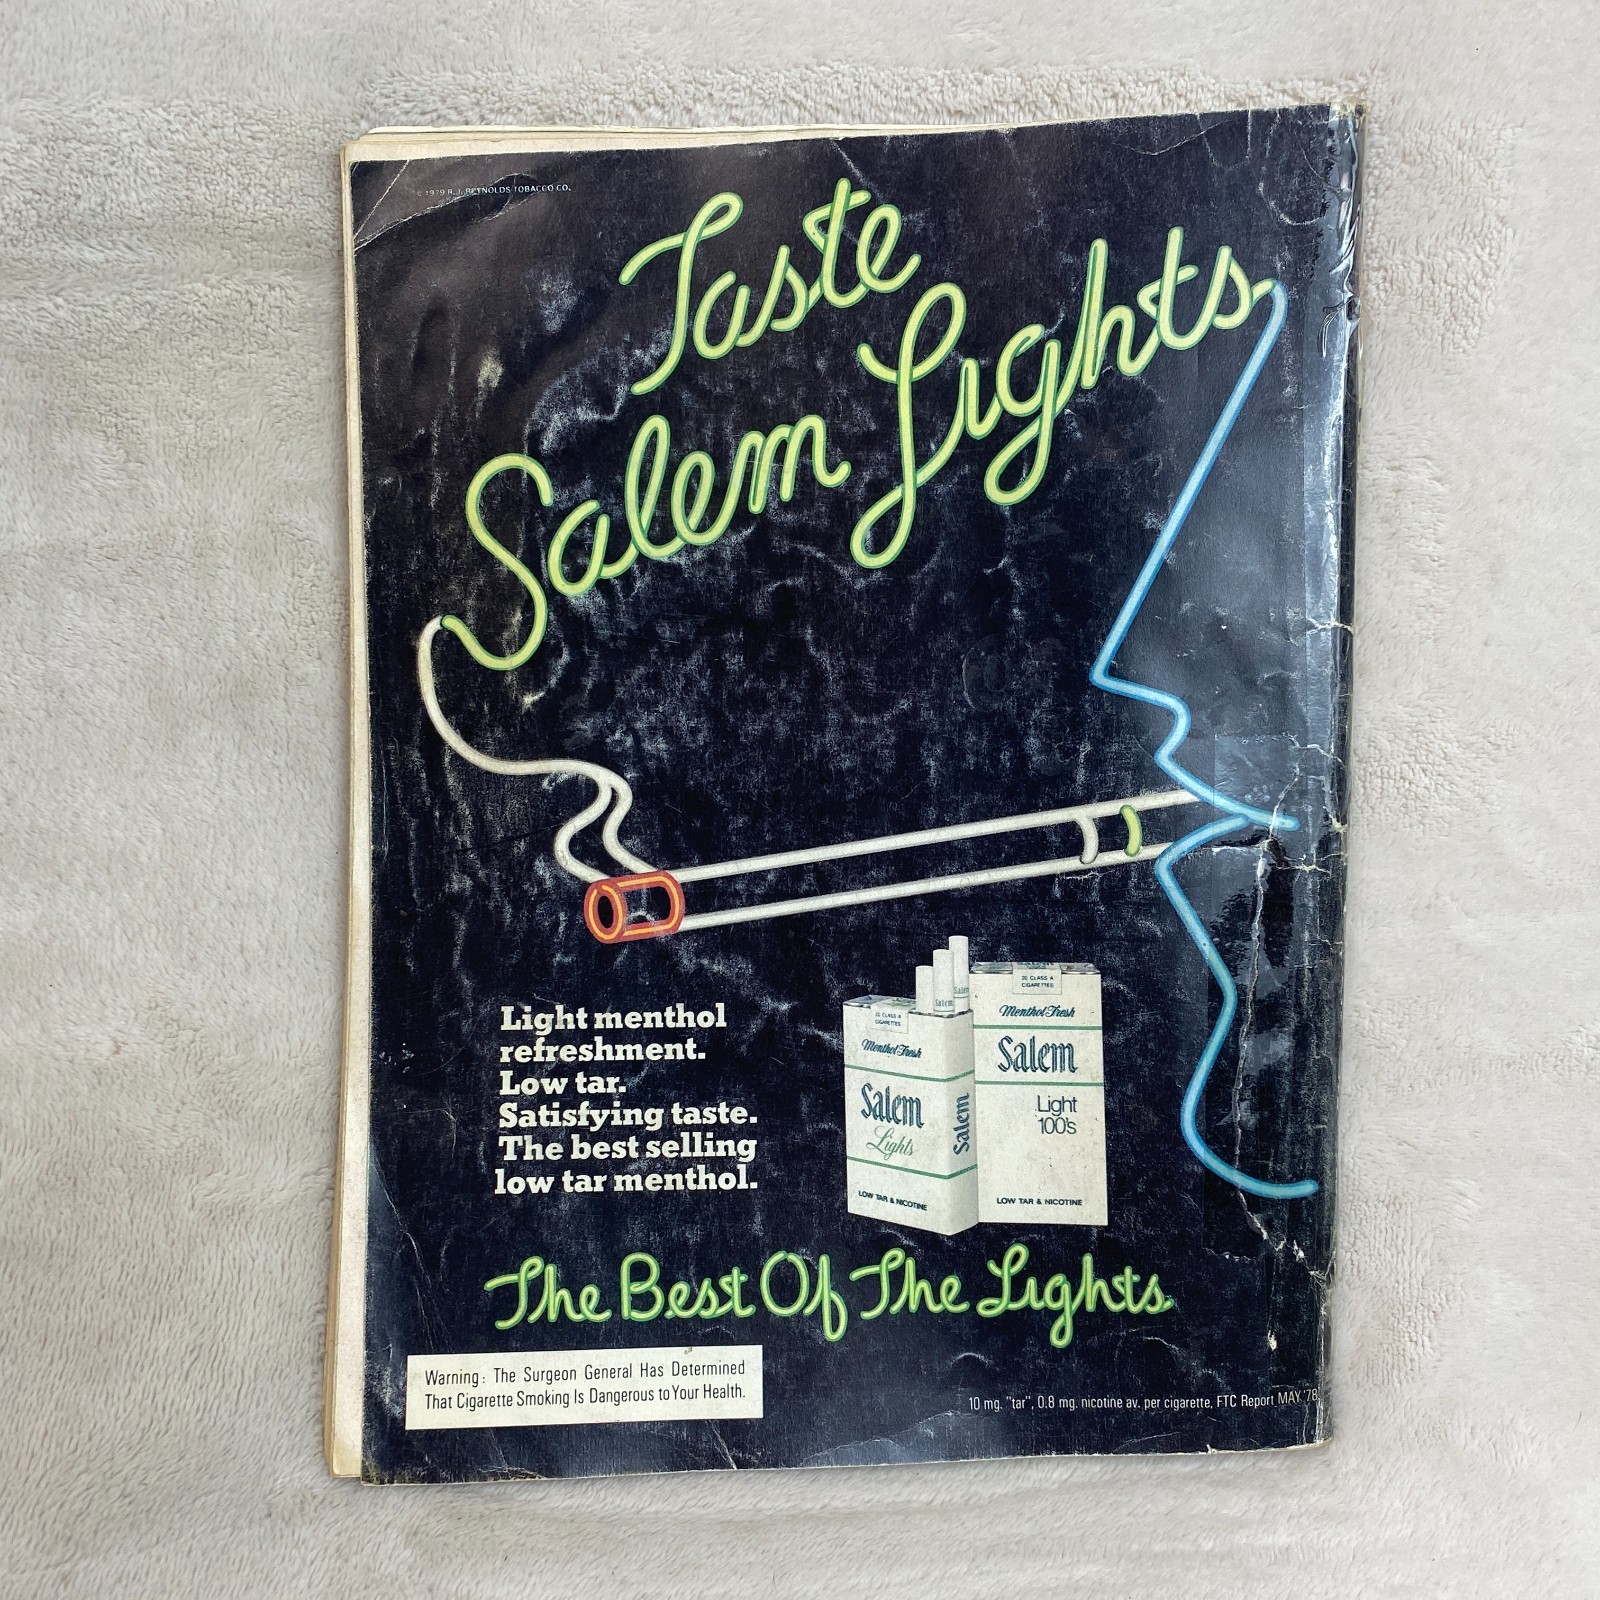 © 1979 R. J. REYNOLDS TOBACCO CO.
Taste
Salem Lights
Light menthol
refreshment.
Low tar.
Satisfying taste.
The best selling
low tar menthol.
20 CLASS A
CIGARETTES
Menthol Fresh
Salem
Lights
LOW TAR & NICOTINE
Salem
Salem
Salem
20 CLASS A
CIGARETTES
Menthol Fresh
Salem
Light
100's
LOW TAR & NICOTINE
The Best Of The Lights
Warning: The Surgeon General Has Determined
That Cigarette Smoking Is Dangerous to Your Health.
10 mg. "tar", 0.8 mg. nicotine av. per cigarette, FTC Report MAY '78